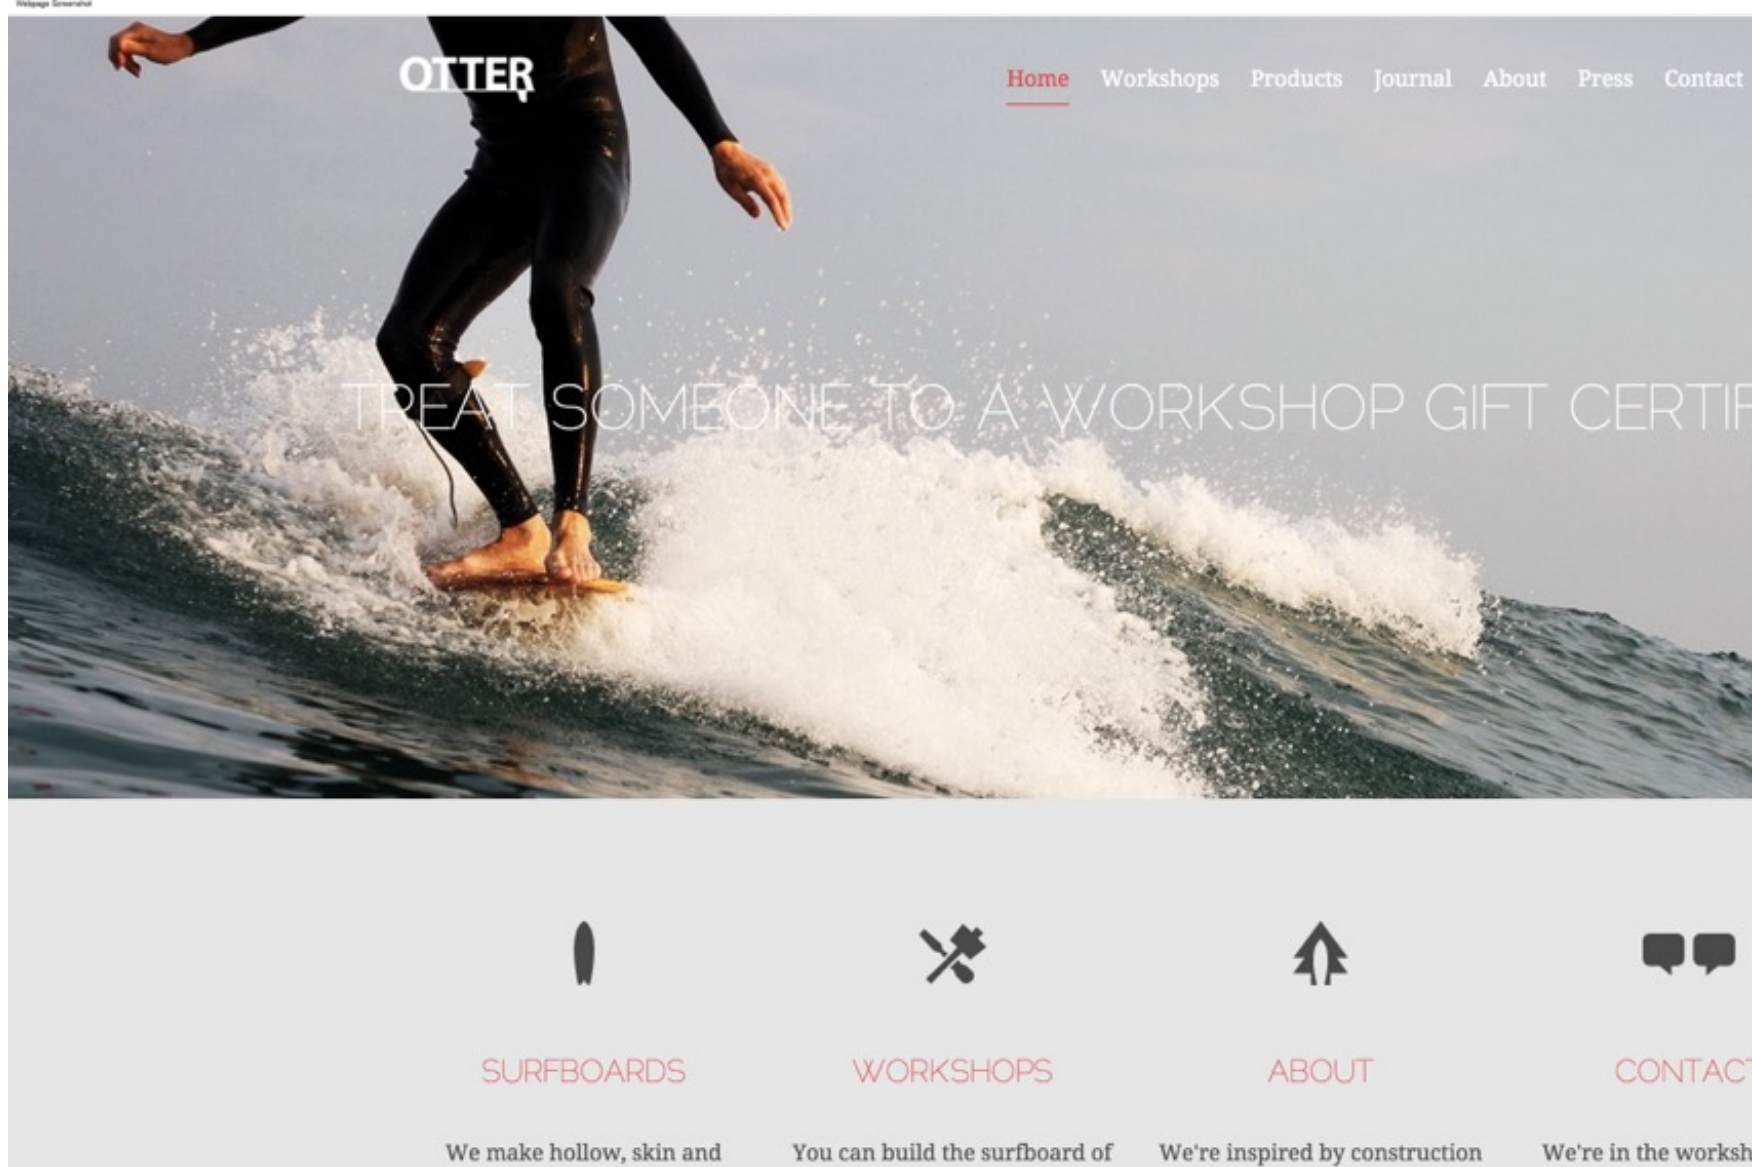 Webpage Screenshot
OTTER
Home Workshops Products Journal About Press Contact
TREAT SOMEONE TO A WORKSHOP GIFT CERTIF
SURFBOARDS WORKSHOPS ABOUT CONTACT
We make hollow, skin and You can build the surfboard of We're inspired by construction We're in the worksh